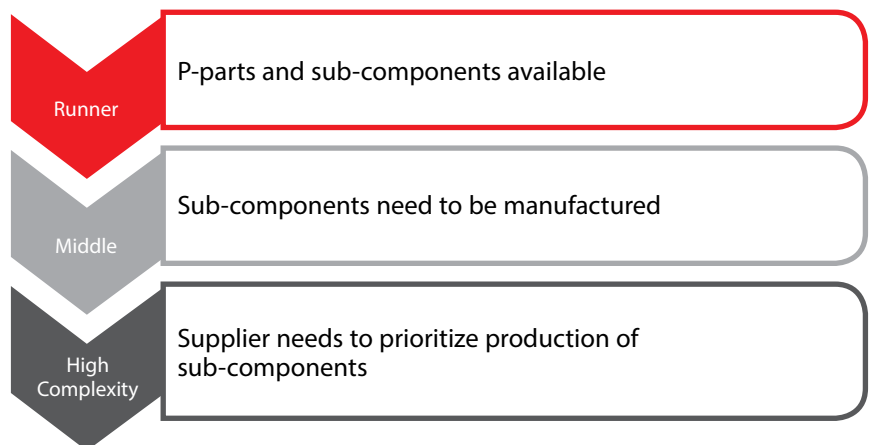 Runner
P-parts and sub-components available
Middle
Sub-components need to be manufactured
High
Complexity
Supplier needs to prioritize production of
sub-components